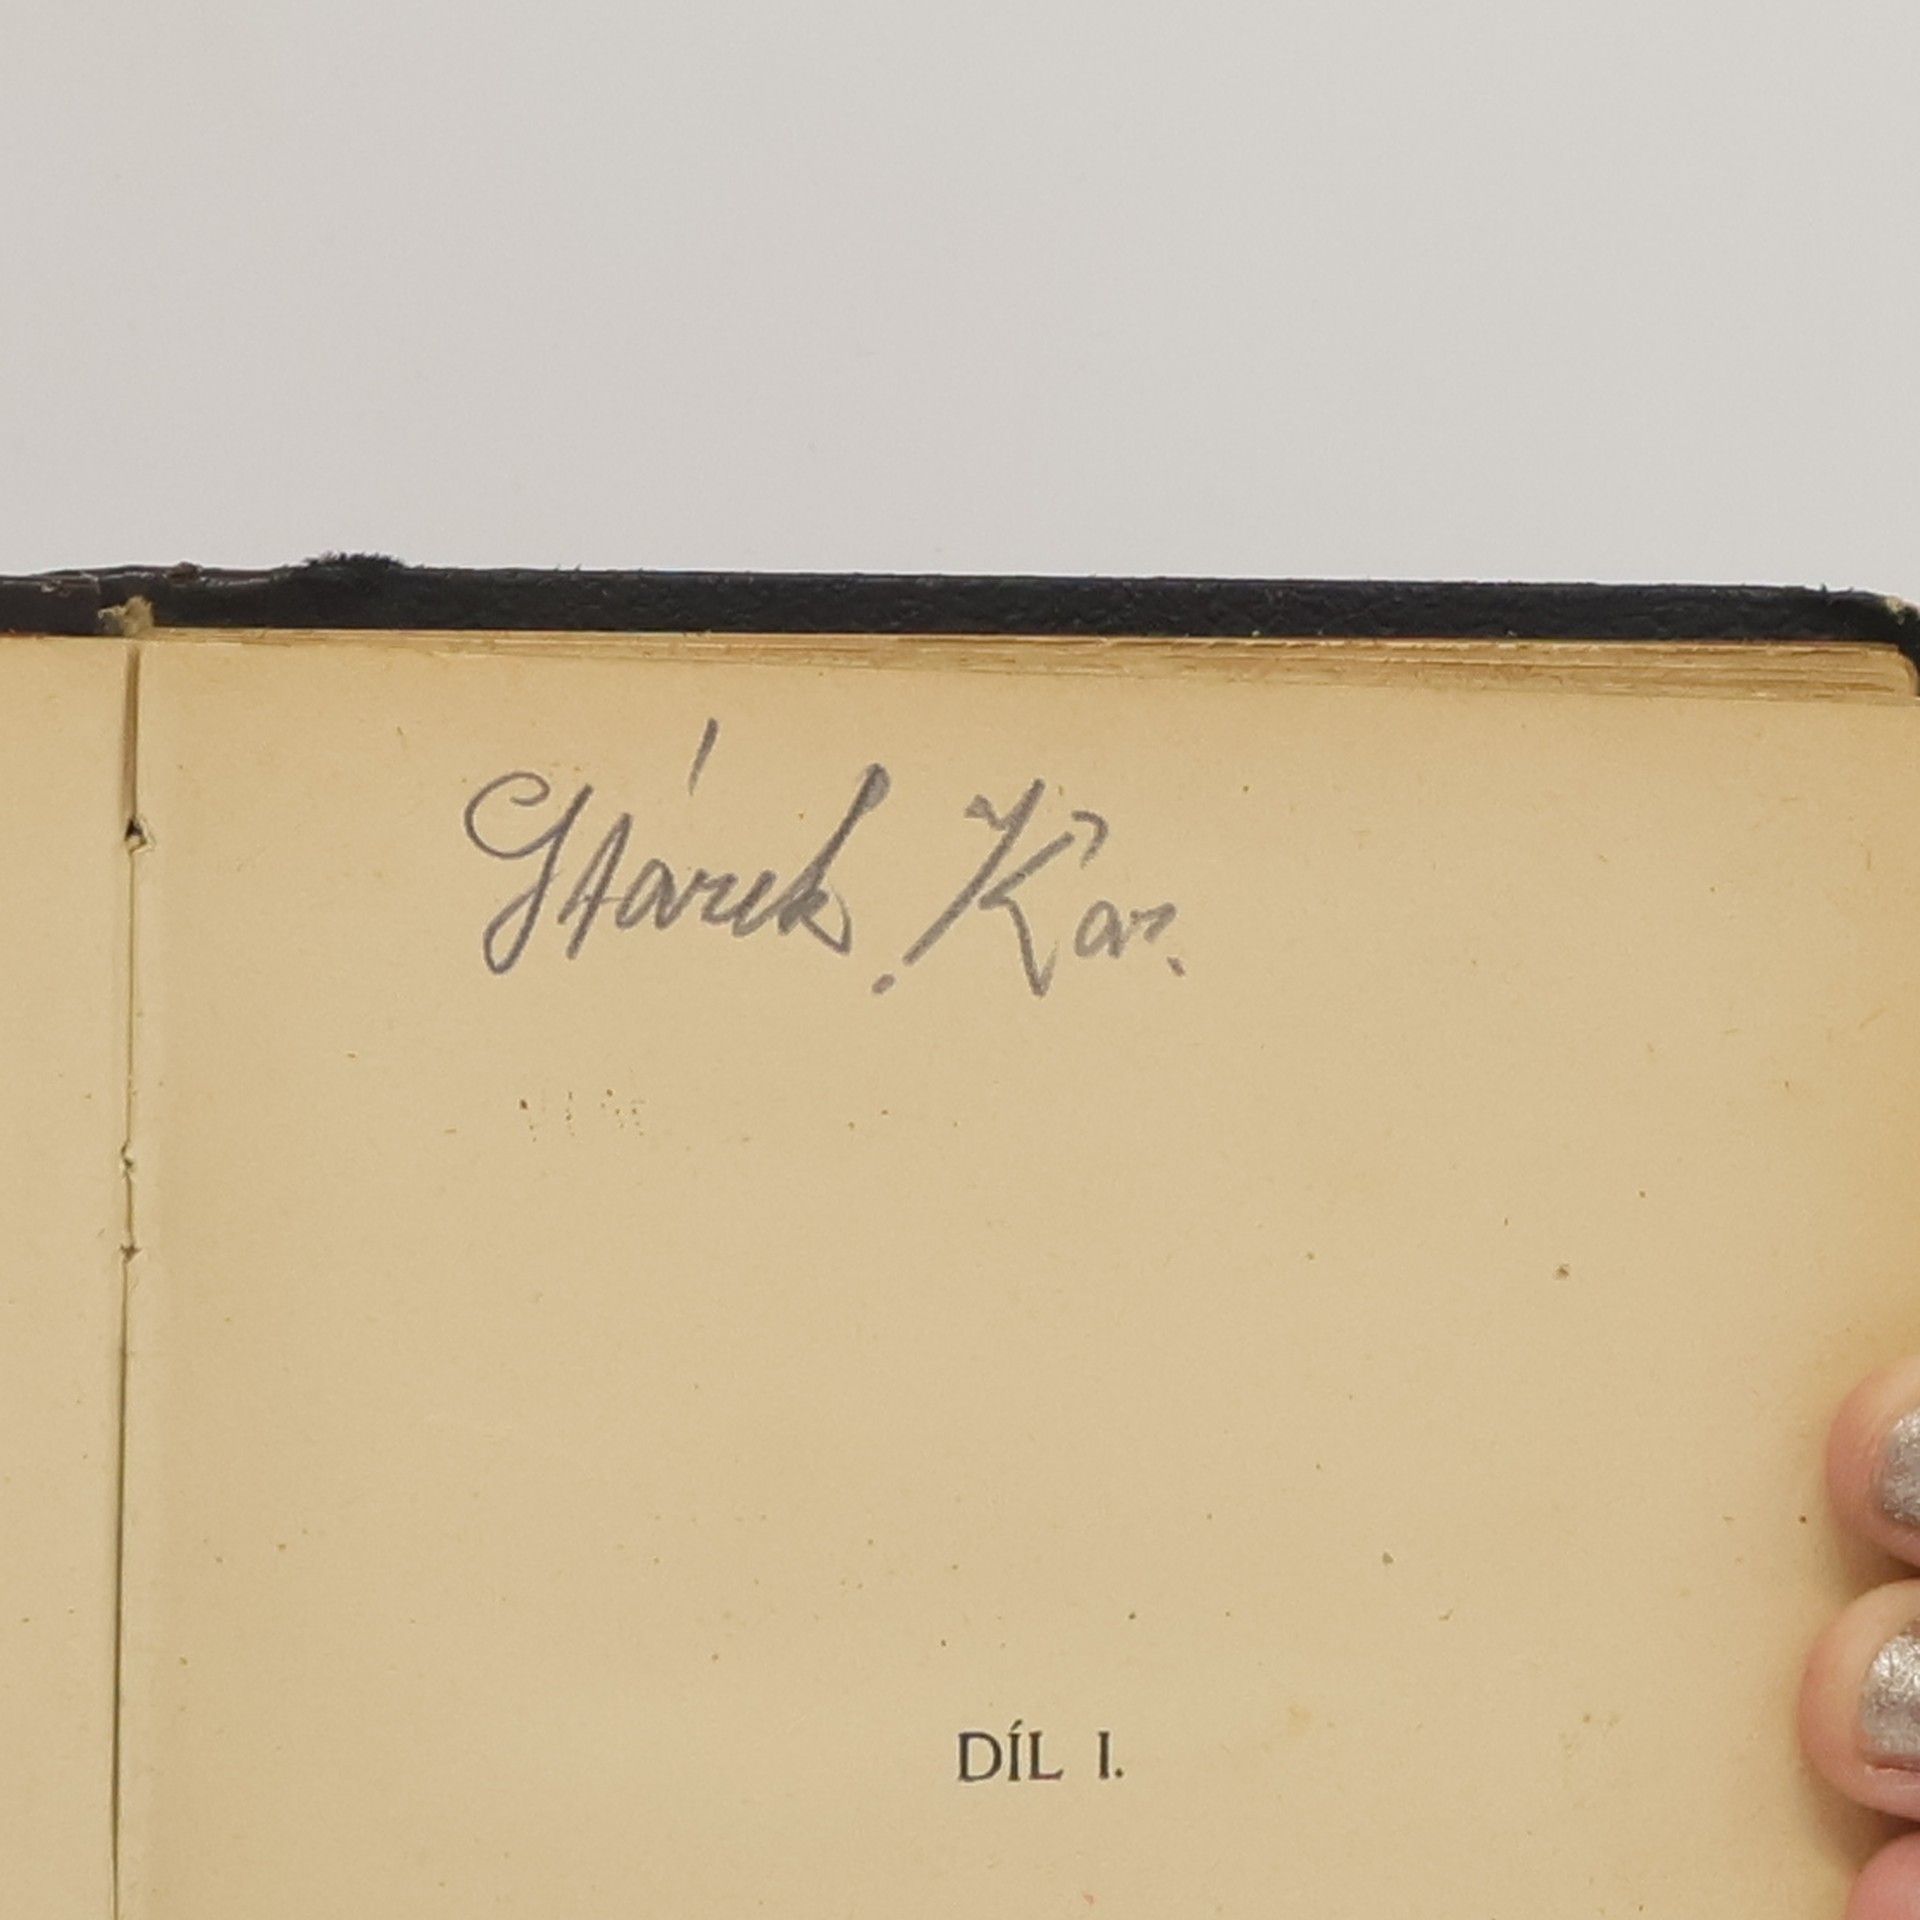 Stárek. Kar.
DÍL I.